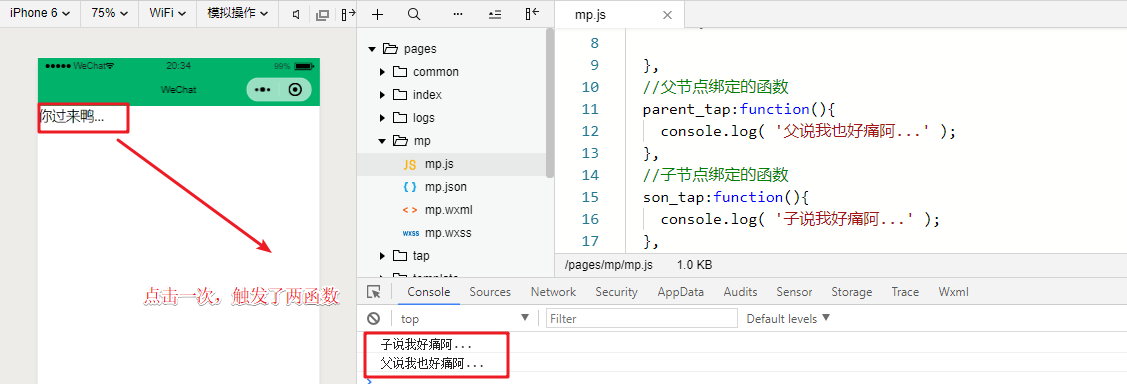 iPhone 6 75% WiFi 模拟操作
WeChat 20:34 99%
WeChat
你过来鸭...
点击一次，触发了两函数
pages
common
index
logs
mp
JS mp.js
{ } mp.json
< > mp.wxml
wxss mp.wxss
tap
mp.js
8
9 },
10 //父节点绑定的函数
11 parent_tap:function(){
12 console.log( '父说我也好痛阿...' );
13 },
14 //子节点绑定的函数
15 son_tap:function(){
16 console.log( '子说我好痛阿...' );
17 },
/pages/mp/mp.js 1.0 KB
Console Sources Network Security AppData Audits Sensor Storage Trace Wxml
top Filter Default levels
子说我好痛阿...
父说我也好痛阿...